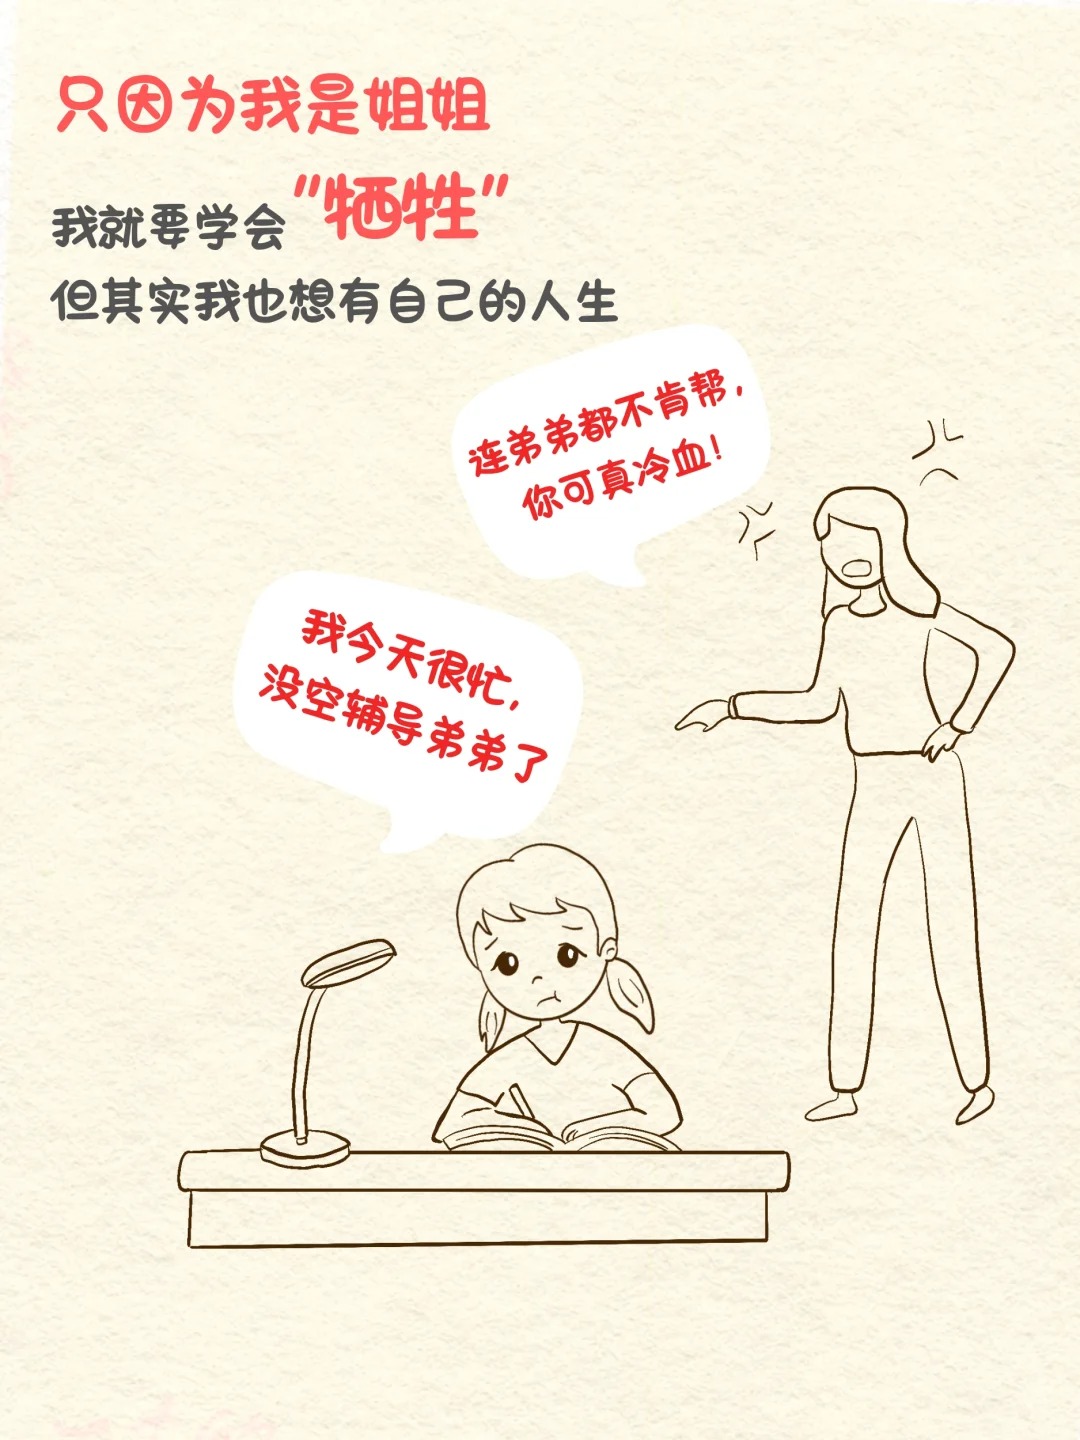 只因为我是姐姐
我就要学会"牺牲"
但其实我也想有自己的人生
连弟弟都不肯帮，
你可真冷血！
我今天很忙，
没空辅导弟弟了